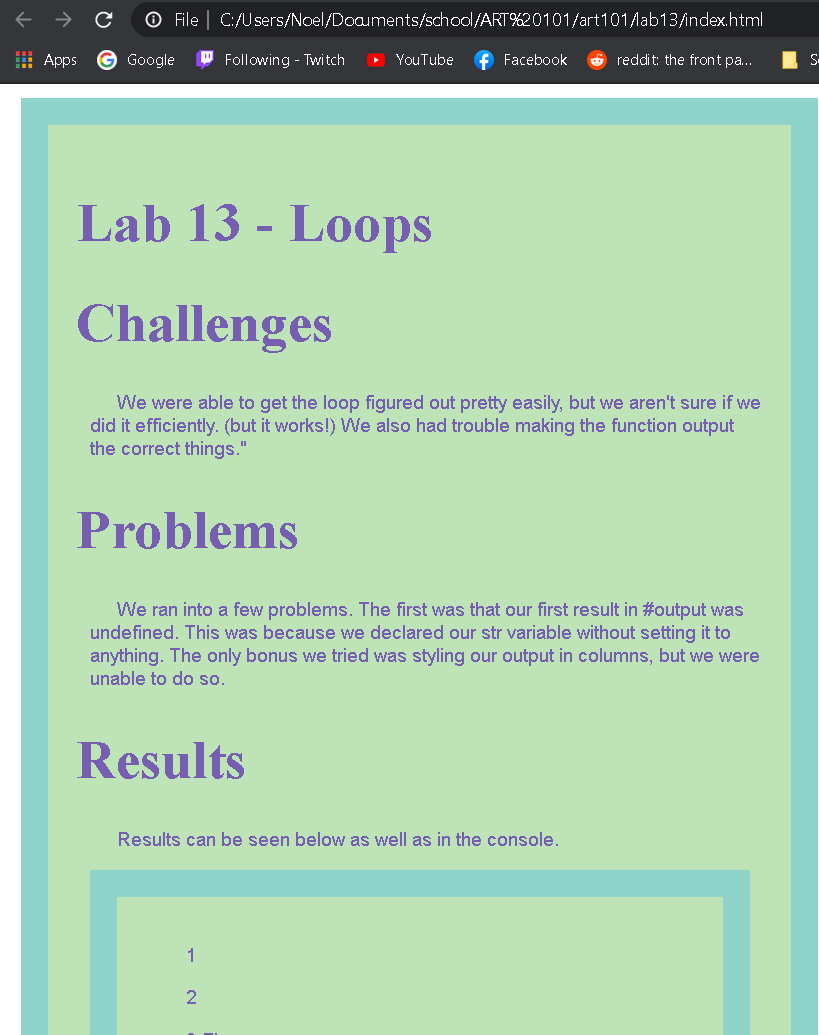 File | C:/Users/Noel/Documents/school/ART%20101/art101/lab13/index.html
Apps Google Following - Twitch YouTube Facebook reddit: the front pa...
Lab 13 - Loops
Challenges
We were able to get the loop figured out pretty easily, but we aren't sure if we
did it efficiently. (but it works!) We also had trouble making the function output
the correct things."
Problems
We ran into a few problems. The first was that our first result in #output was
undefined. This was because we declared our str variable without setting it to
anything. The only bonus we tried was styling our output in columns, but we were
unable to do so.
Results
Results can be seen below as well as in the console.
1
2